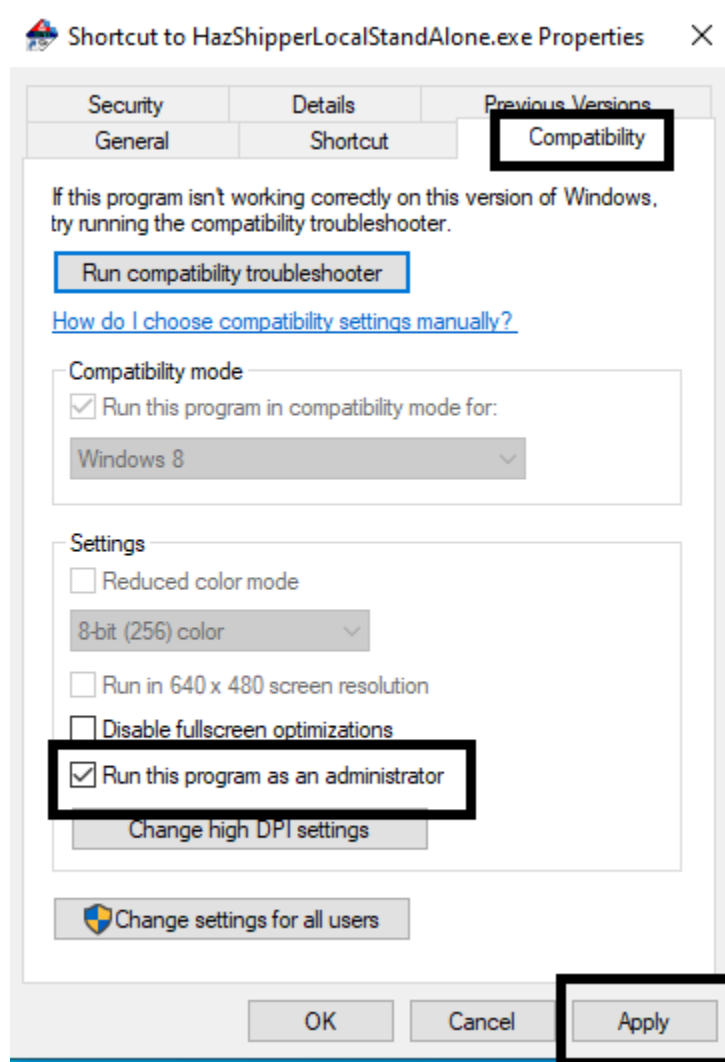 Shortcut to HazShipperLocalStandAlone.exe Properties
Security Details Previous Versions
General Shortcut Compatibility
If this program isn't working correctly on this version of Windows,
try running the compatibility troubleshooter.
Run compatibility troubleshooter
How do I choose compatibility settings manually?
Compatibility mode
Run this program in compatibility mode for:
Windows 8
Settings
Reduced color mode
8-bit (256) color
Run in 640 x 480 screen resolution
Disable fullscreen optimizations
Run this program as an administrator
Change high DPI settings
Change settings for all users
OK Cancel Apply